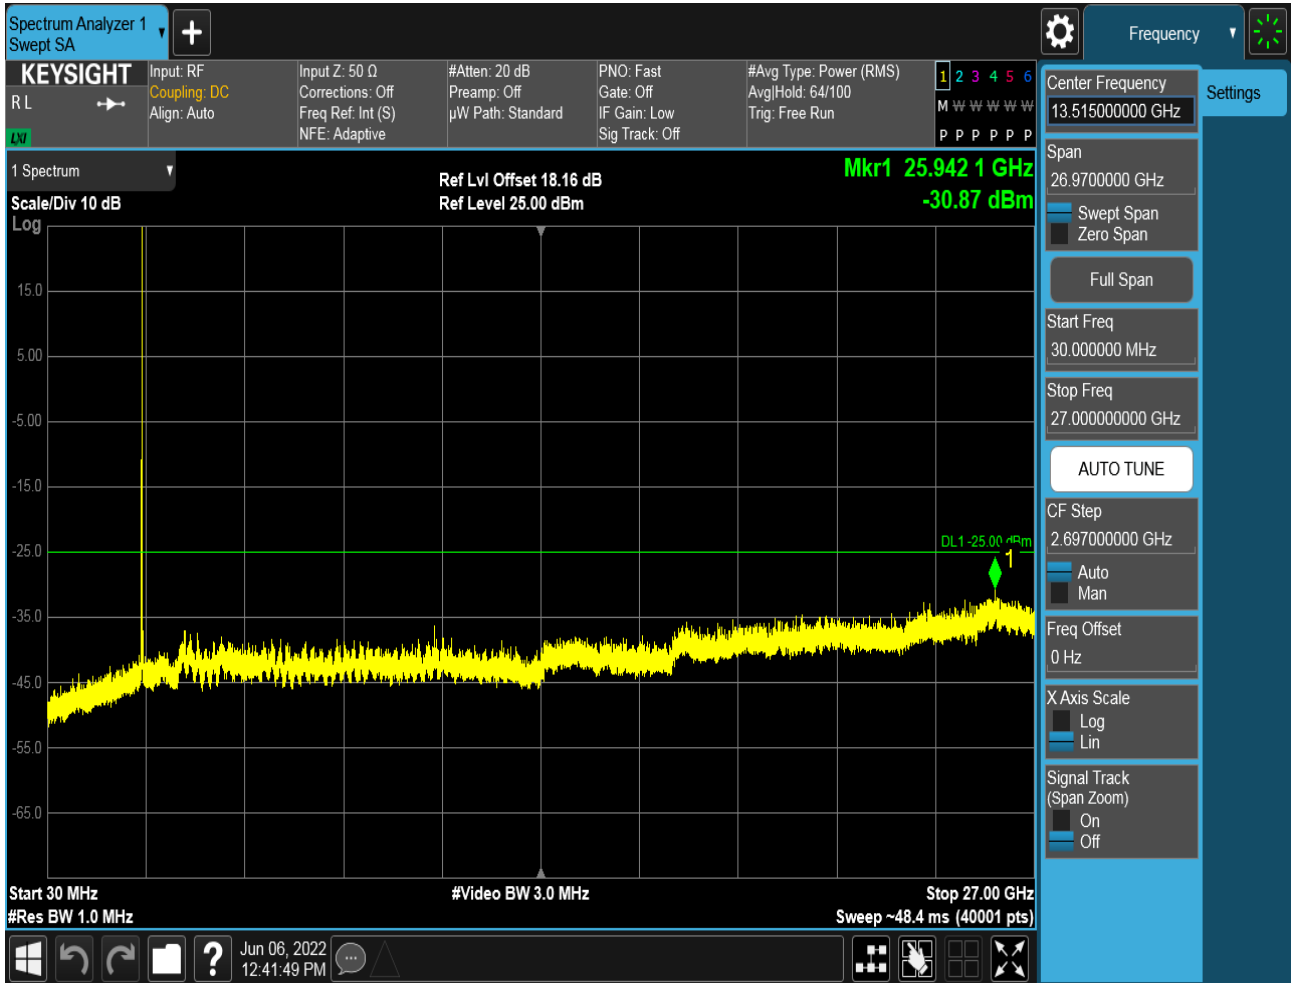 Spectrum Analyzer 1
Swept SA
Frequency
KEYSIGHT
R L
LXI
Input: RF
Coupling: DC
Align: Auto
Input Z: 50 Ω
Corrections: Off
Freq Ref: Int (S)
NFE: Adaptive
#Atten: 20 dB
Preamp: Off
µW Path: Standard
PNO: Fast
Gate: Off
IF Gain: Low
Sig Track: Off
#Avg Type: Power (RMS)
Avg|Hold: 64/100
Trig: Free Run
1 2 3 4 5 6
M W W W W W
P P P P P P
1 Spectrum
Scale/Div 10 dB
Log
Ref Lvl Offset 18.16 dB
Ref Level 25.00 dBm
Mkr1 25.942 1 GHz
-30.87 dBm
15.0
5.00
-5.00
-15.0
-25.0
-35.0
-45.0
-55.0
-65.0
DL1 -25.00 dBm
1
Start 30 MHz
#Res BW 1.0 MHz
#Video BW 3.0 MHz
Stop 27.00 GHz
Sweep ~48.4 ms (40001 pts)
Jun 06, 2022
12:41:49 PM
Center Frequency
13.515000000 GHz
Settings
Span
26.9700000 GHz
Swept Span
Zero Span
Full Span
Start Freq
30.000000 MHz
Stop Freq
27.000000000 GHz
AUTO TUNE
CF Step
2.697000000 GHz
Auto
Man
Freq Offset
0 Hz
X Axis Scale
Log
Lin
Signal Track
(Span Zoom)
On
Off